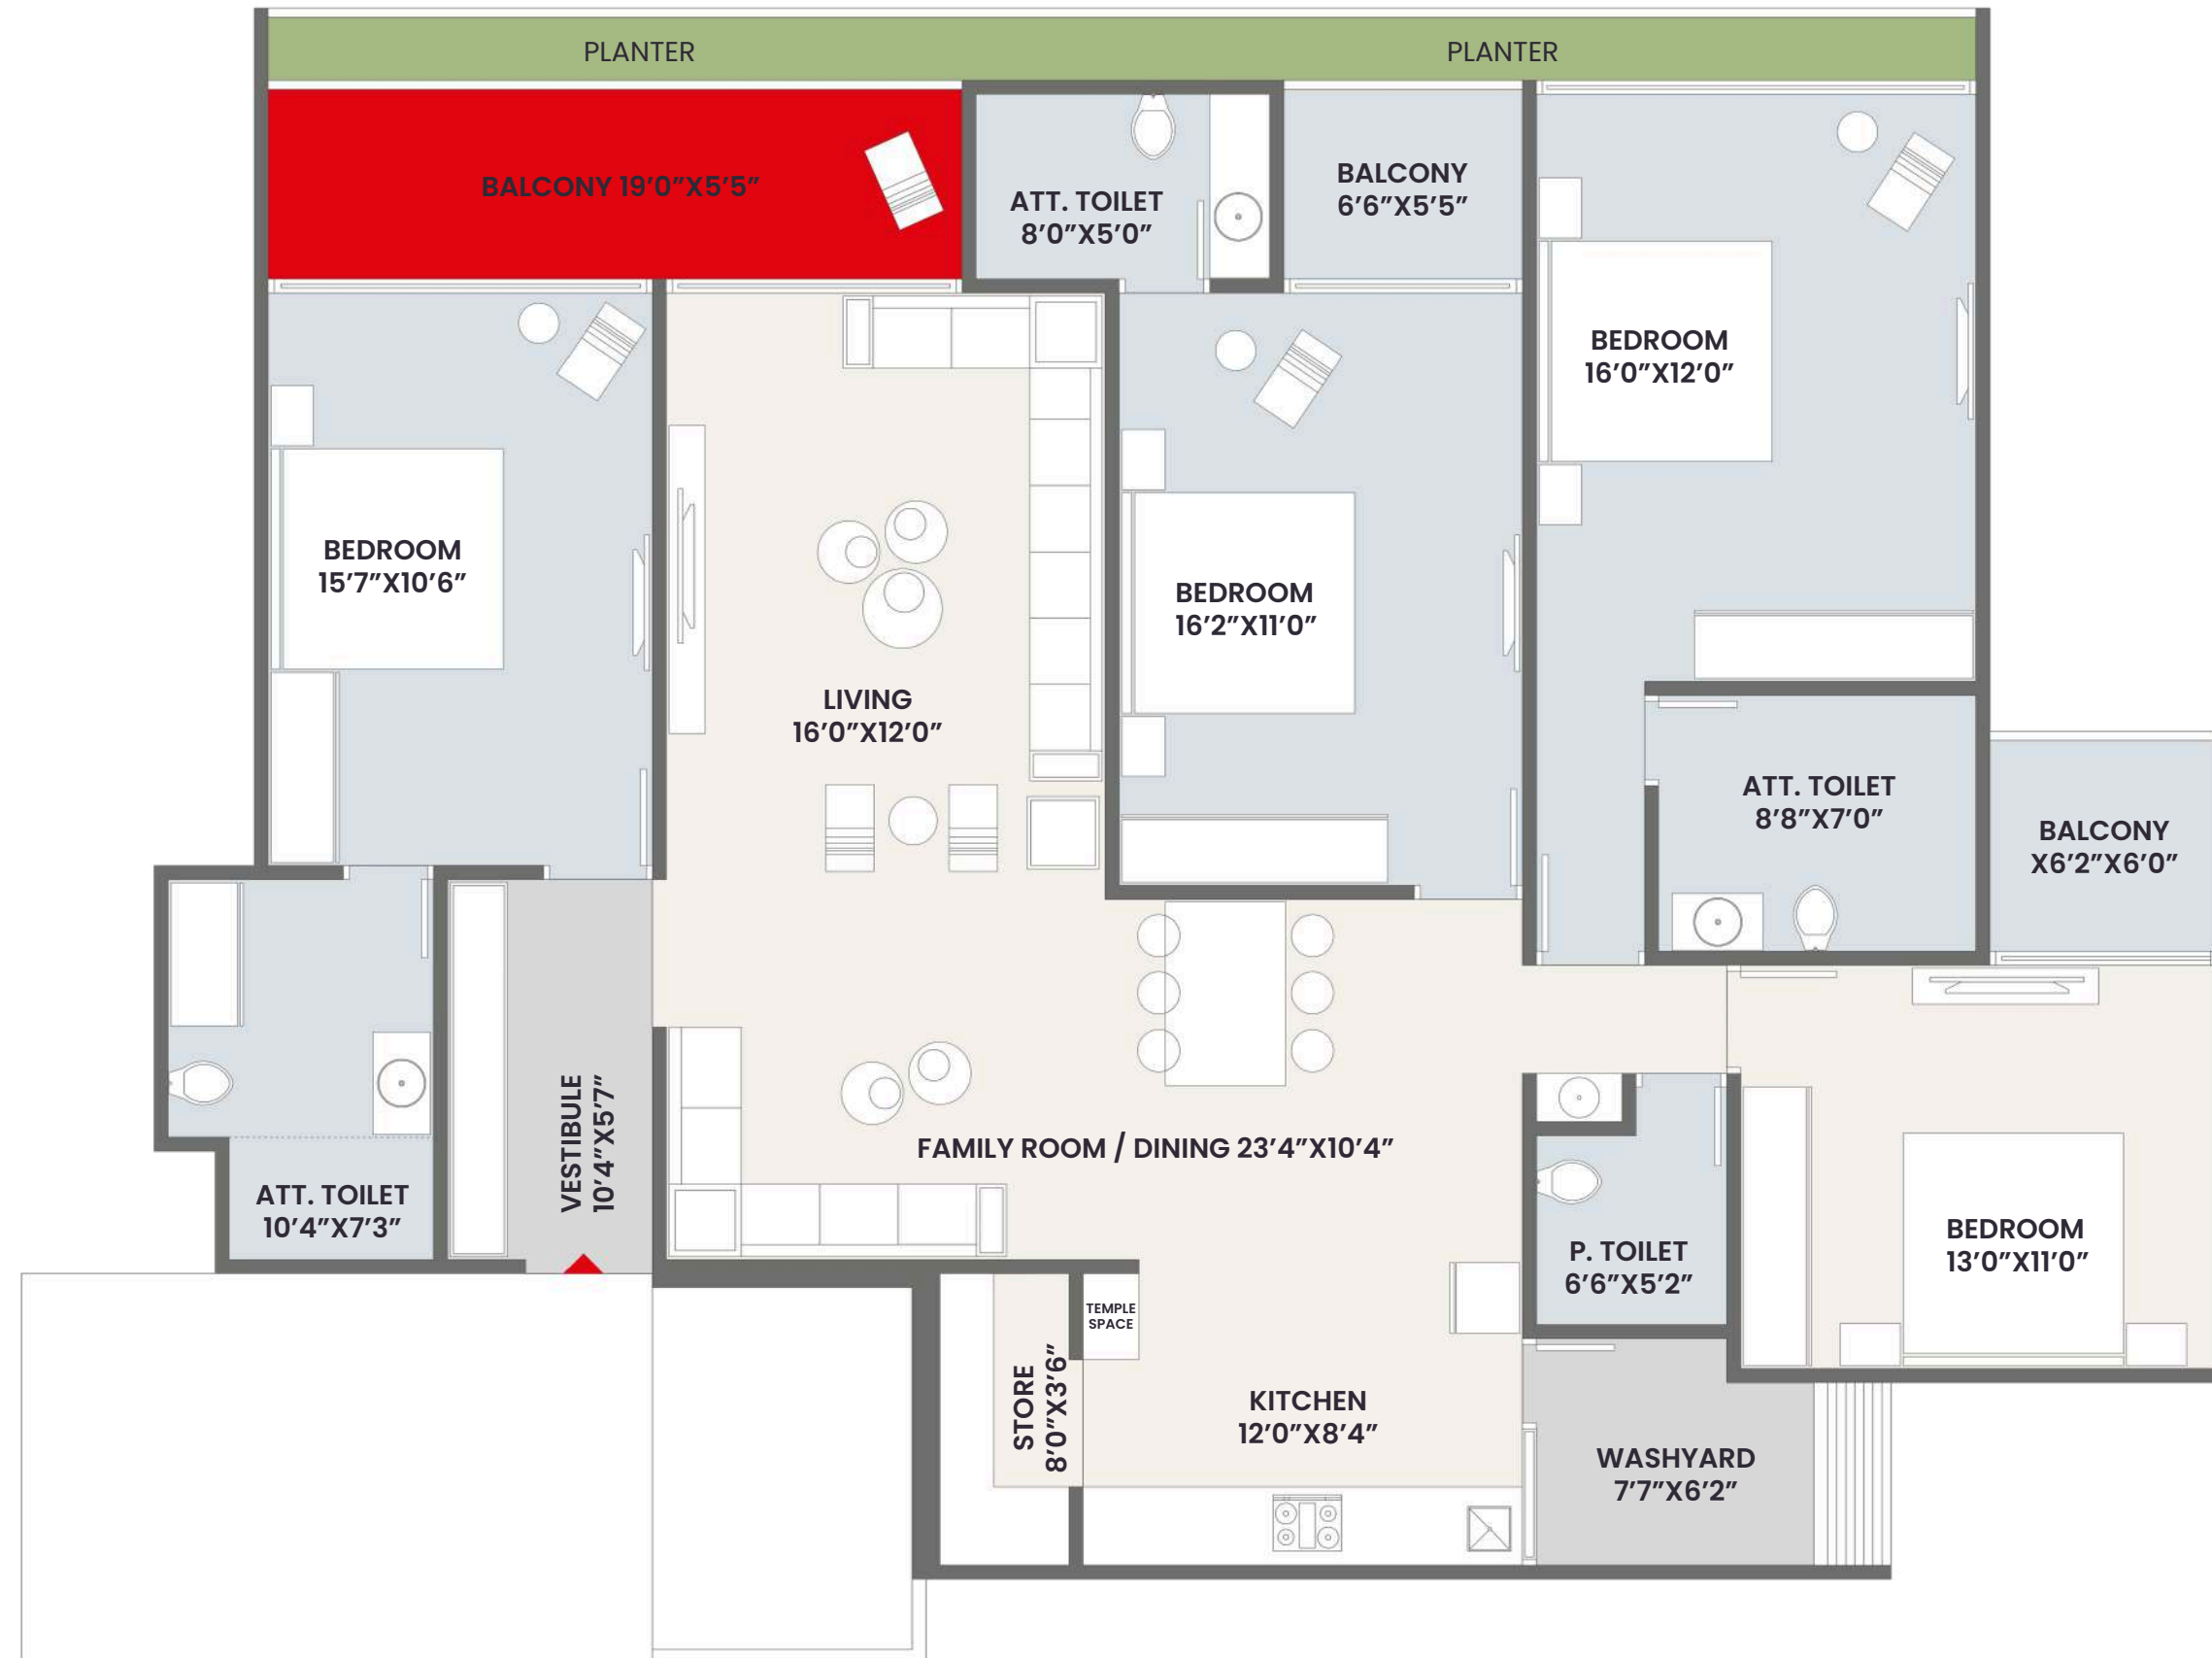 PLANTER
PLANTER
BALCONY 19’0”X5’5”
ATT. TOILET
8’0”X5’0”
BALCONY
6’6”X5’5”
BEDROOM
16’0”X12’0”
BEDROOM
15’7”X10’6”
BEDROOM
16’2”X11’0”
LIVING
16’0”X12’0”
ATT. TOILET
8’8”X7’0”
BALCONY
X6’2”X6’0”
VESTIBULE
10’4”X5’7”
FAMILY ROOM / DINING 23’4”X10’4”
ATT. TOILET
10’4”X7’3”
P. TOILET
6’6”X5’2”
BEDROOM
13’0”X11’0”
TEMPLE
SPACE
STORE
8’0”X3’6”
KITCHEN
12’0”X8’4”
WASHYARD
7’7”X6’2”